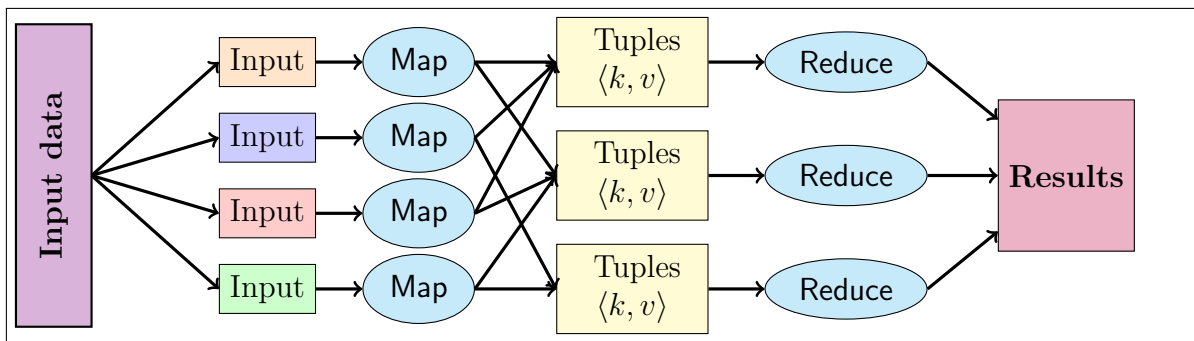 Input data
Input
Input
Input
Input
Map
Map
Map
Map
Tuples
⟨k, v⟩
Tuples
⟨k, v⟩
Tuples
⟨k, v⟩
Reduce
Reduce
Reduce
Results